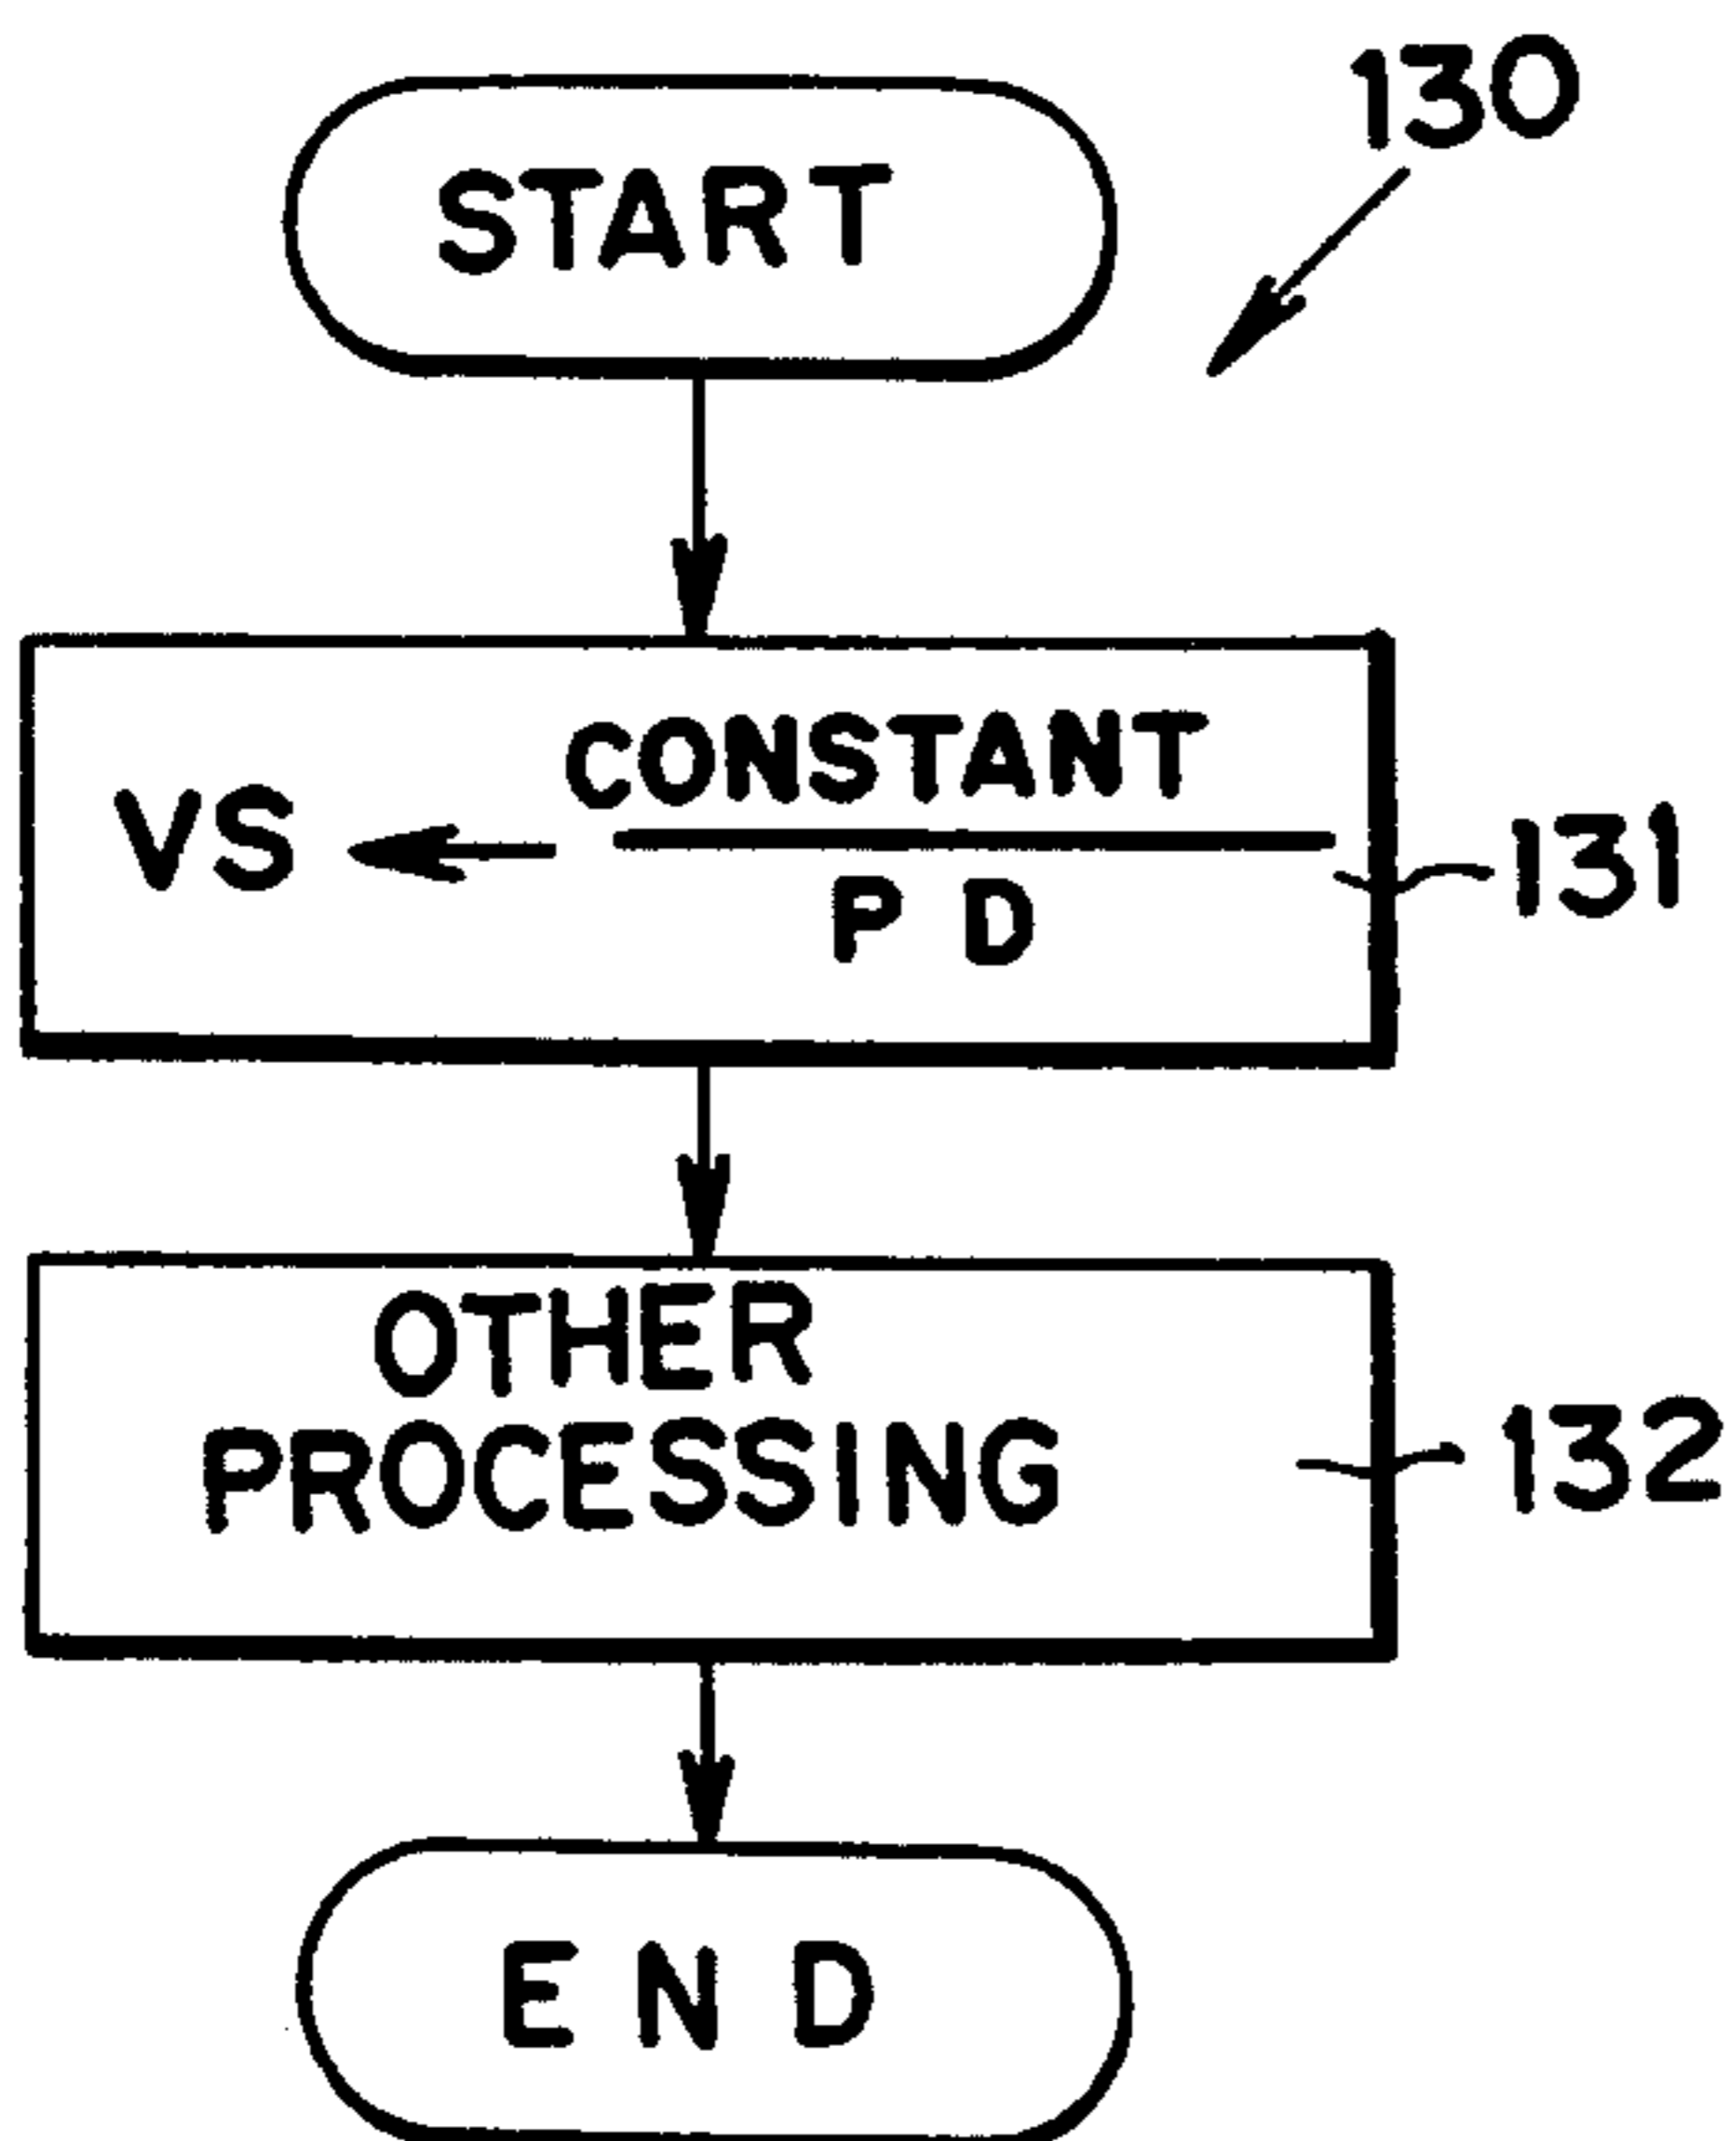 130
START
CONSTANT
VS ←
PD
131
OTHER
PROCESSING
132
END